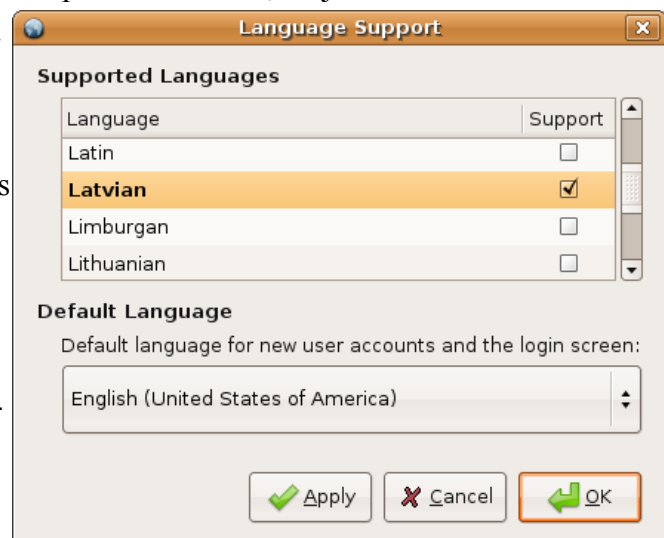 Language Support
Supported Languages
Language Support
Latin
Latvian
s
Limburgan
Lithuanian
Default Language
Default language for new user accounts and the login screen:
English (United States of America)
.
Apply Cancel OK